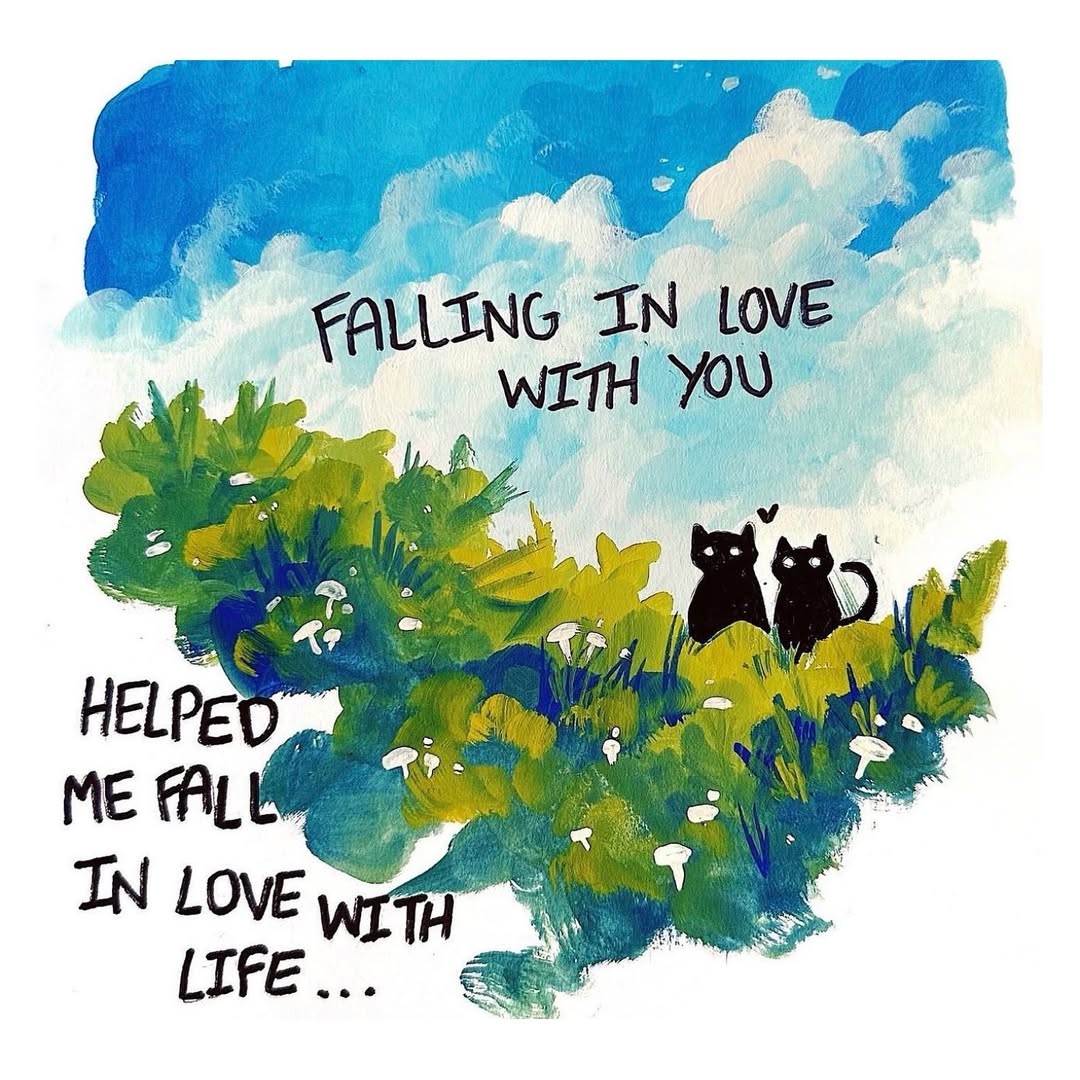 FALLING IN LOVE
WITH YOU
HELPED
ME FALL
IN LOVE WITH
LIFE...